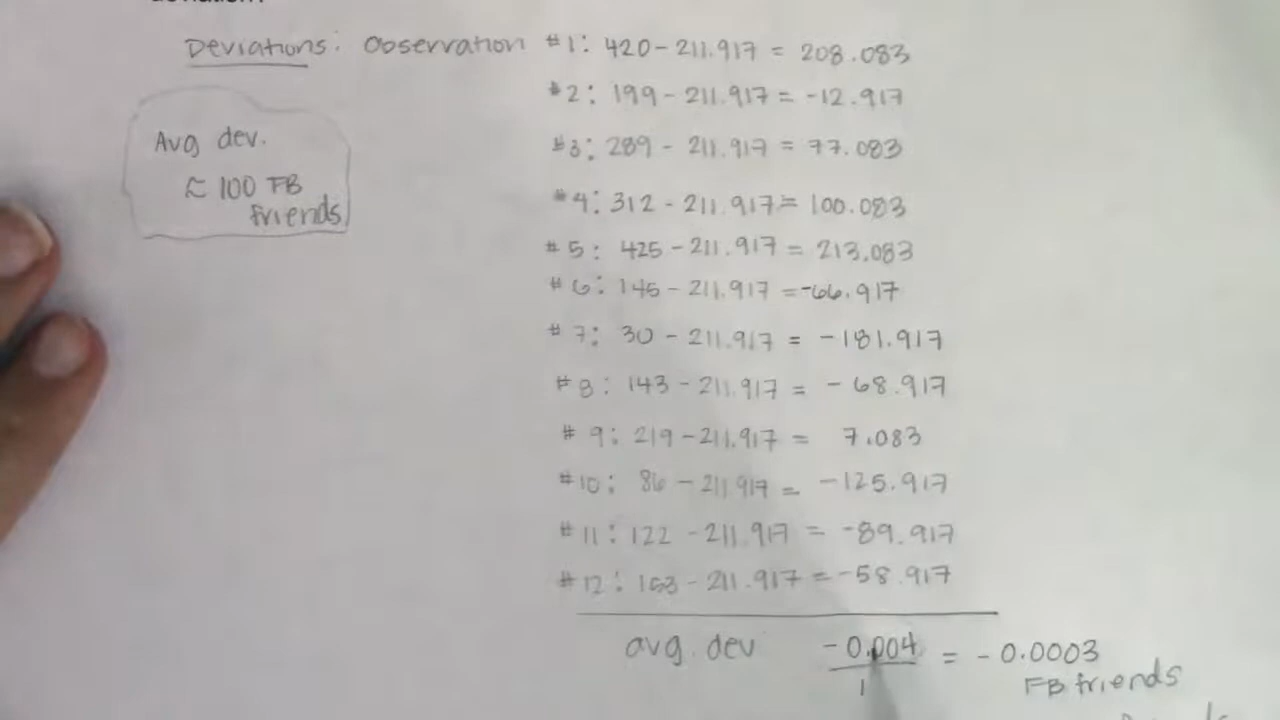 Deviations: Observation #1: 420 - 211.917 = 208.083
#2: 199 - 211.917 = -12.917
#3: 289 - 211.917 = 77.083
#4: 312 - 211.917 = 100.083
#5: 425 - 211.917 = 213.083
#6: 145 - 211.917 = -66.917
#7: 30 - 211.917 = -181.917
#8: 143 - 211.917 = -68.917
#9: 219 - 211.917 = 7.083
#10: 86 - 211.917 = -125.917
#11: 122 - 211.917 = -89.917
#12: 153 - 211.917 = -58.917
Avg dev.
≈ 100 FB
friends
avg. dev -0.004 = -0.0003
1
FB friends